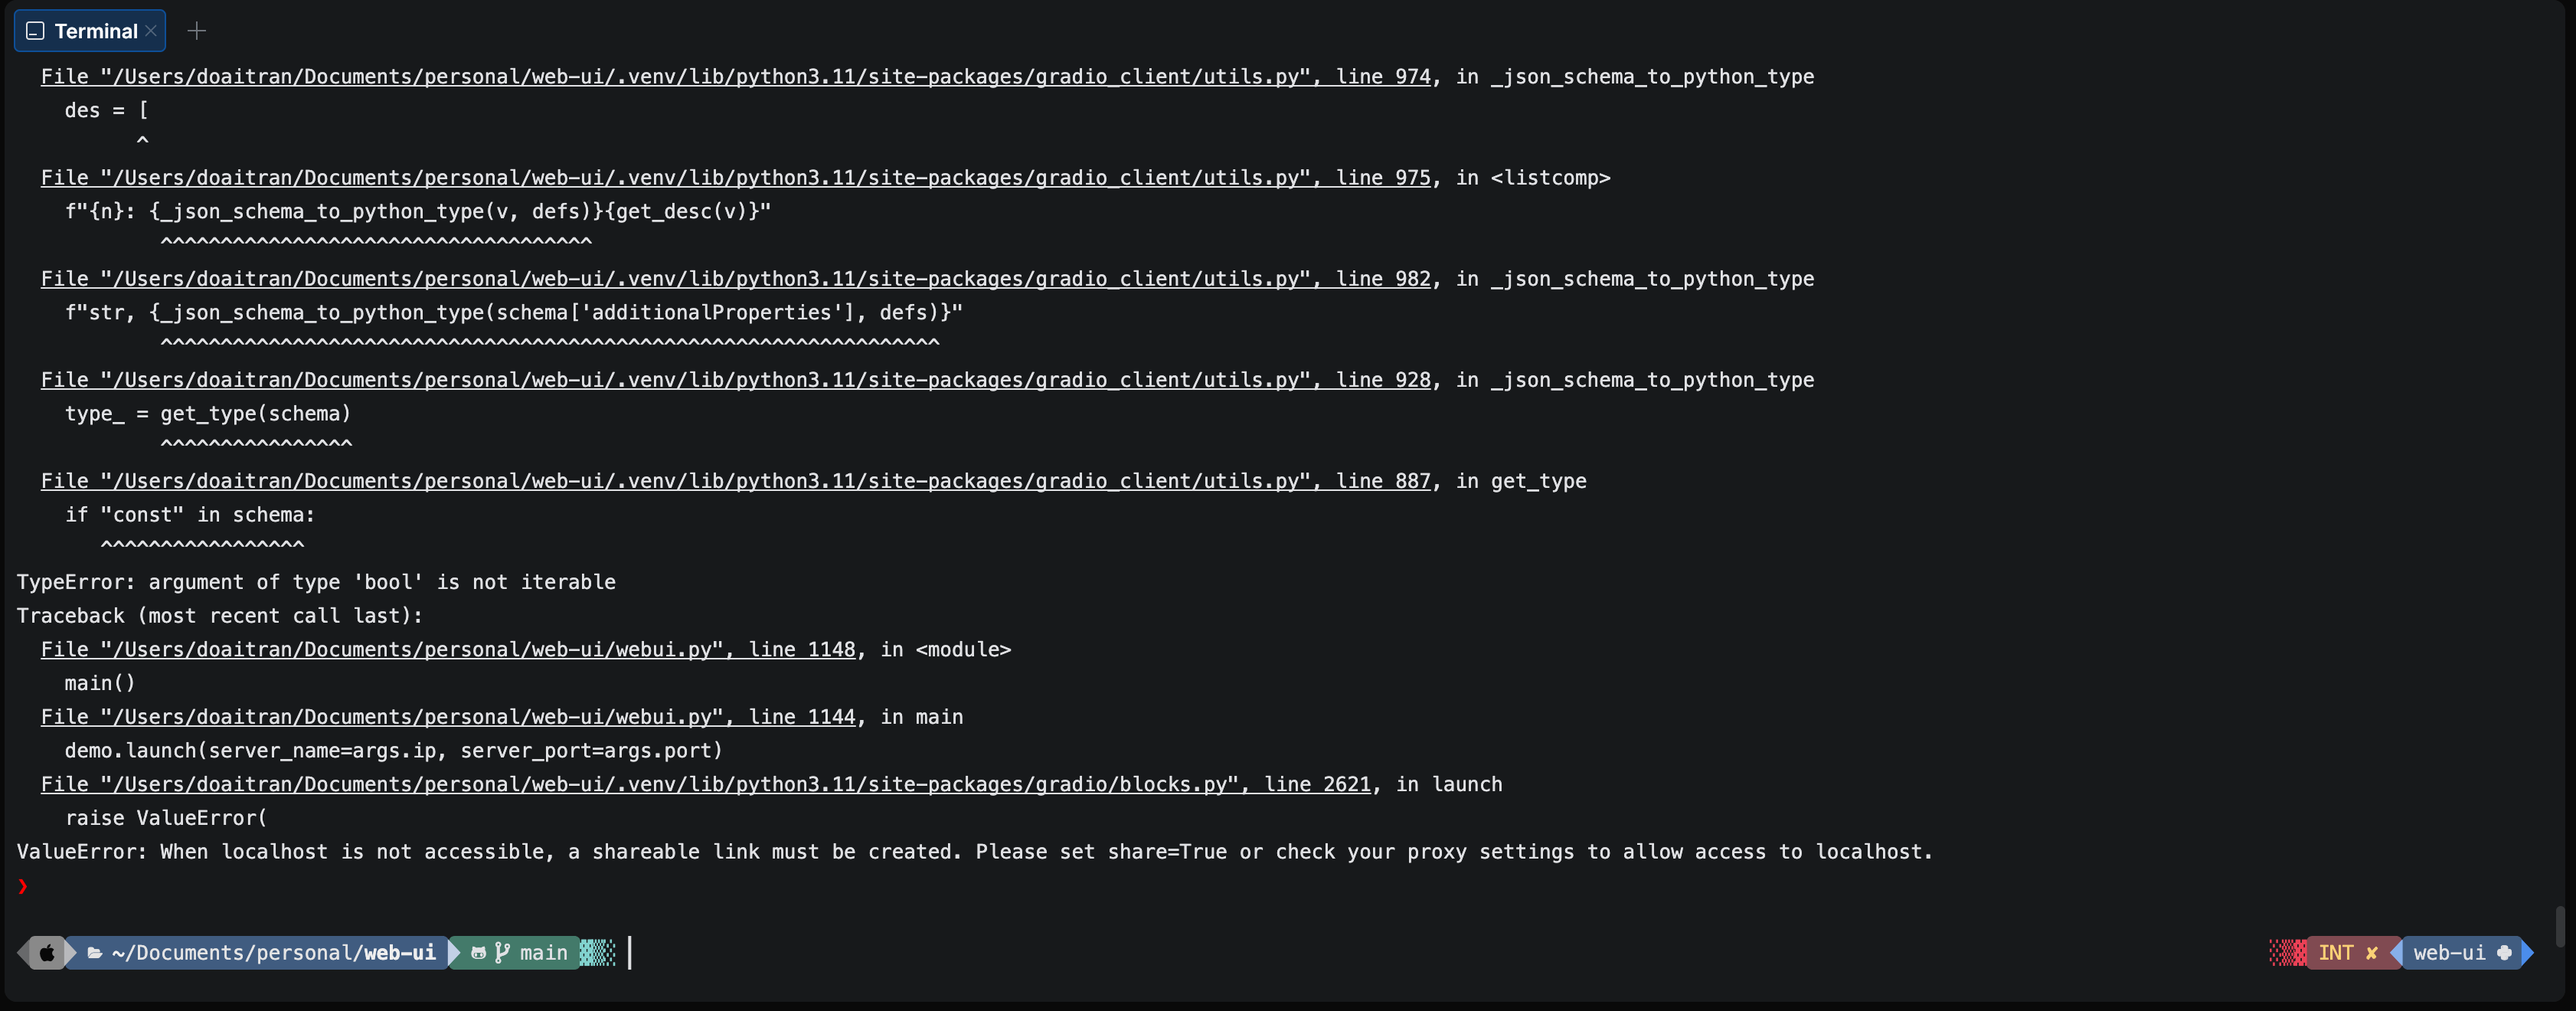 Terminal
File "/Users/doaitran/Documents/personal/web-ui/.venv/lib/python3.11/site-packages/gradio_client/utils.py", line 974, in _json_schema_to_python_type
des = [
^
File "/Users/doaitran/Documents/personal/web-ui/.venv/lib/python3.11/site-packages/gradio_client/utils.py", line 975, in <listcomp>
f"{n}: {_json_schema_to_python_type(v, defs)}{get_desc(v)}"
^^^^^^^^^^^^^^^^^^^^^^^^^^^^^^^^^^^^
File "/Users/doaitran/Documents/personal/web-ui/.venv/lib/python3.11/site-packages/gradio_client/utils.py", line 982, in _json_schema_to_python_type
f"str, {_json_schema_to_python_type(schema['additionalProperties'], defs)}"
^^^^^^^^^^^^^^^^^^^^^^^^^^^^^^^^^^^^^^^^^^^^^^^^^^^^^^^^^^^^^^^^^
File "/Users/doaitran/Documents/personal/web-ui/.venv/lib/python3.11/site-packages/gradio_client/utils.py", line 928, in _json_schema_to_python_type
type_ = get_type(schema)
^^^^^^^^^^^^^^^^
File "/Users/doaitran/Documents/personal/web-ui/.venv/lib/python3.11/site-packages/gradio_client/utils.py", line 887, in get_type
if "const" in schema:
^^^^^^^^^^^^^^^^^
TypeError: argument of type 'bool' is not iterable
Traceback (most recent call last):
File "/Users/doaitran/Documents/personal/web-ui/webui.py", line 1148, in <module>
main()
File "/Users/doaitran/Documents/personal/web-ui/webui.py", line 1144, in main
demo.launch(server_name=args.ip, server_port=args.port)
File "/Users/doaitran/Documents/personal/web-ui/.venv/lib/python3.11/site-packages/gradio/blocks.py", line 2621, in launch
raise ValueError(
ValueError: When localhost is not accessible, a shareable link must be created. Please set share=True or check your proxy settings to allow access to localhost.
❯
~/Documents/personal/web-ui main INT ✘ web-ui